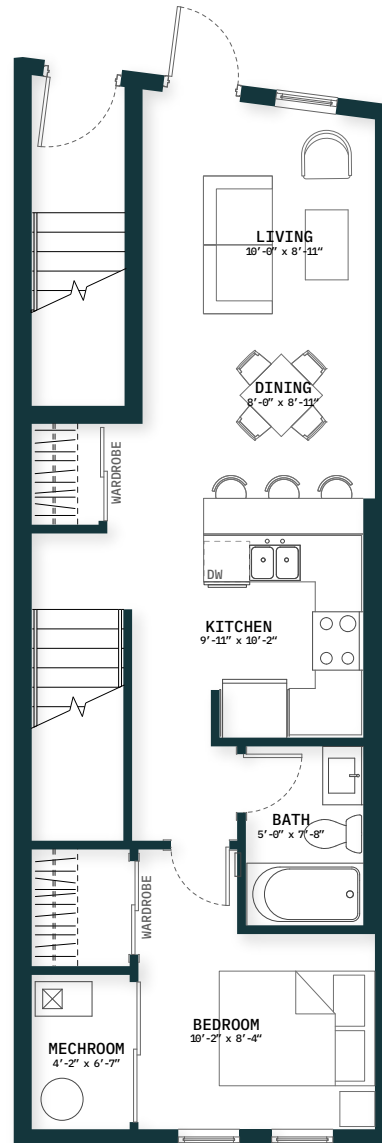 LIVING
10'-0" x 8'-11"
DINING
8'-0" x 8'-11"
WARDROBE
DW
KITCHEN
9'-11" x 10'-2"
BATH
5'-0" x 7'-8"
WARDROBE
BEDROOM
10'-2" x 8'-4"
MECHROOM
4'-2" x 6'-7"